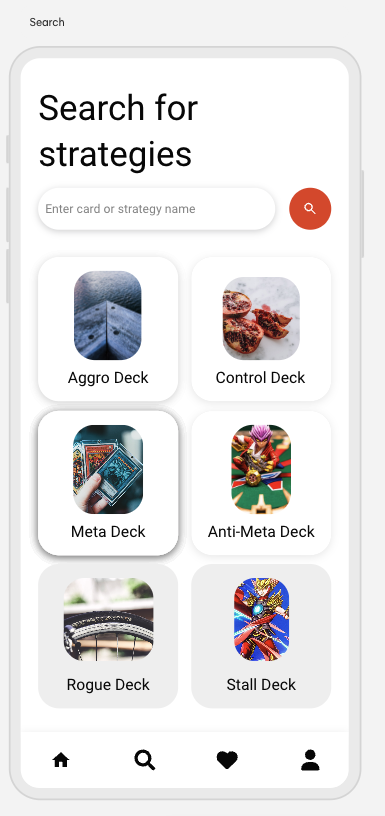 Search
Search for
strategies
Enter card or strategy name
Aggro Deck
Control Deck
Meta Deck
Anti-Meta Deck
Rogue Deck
Stall Deck